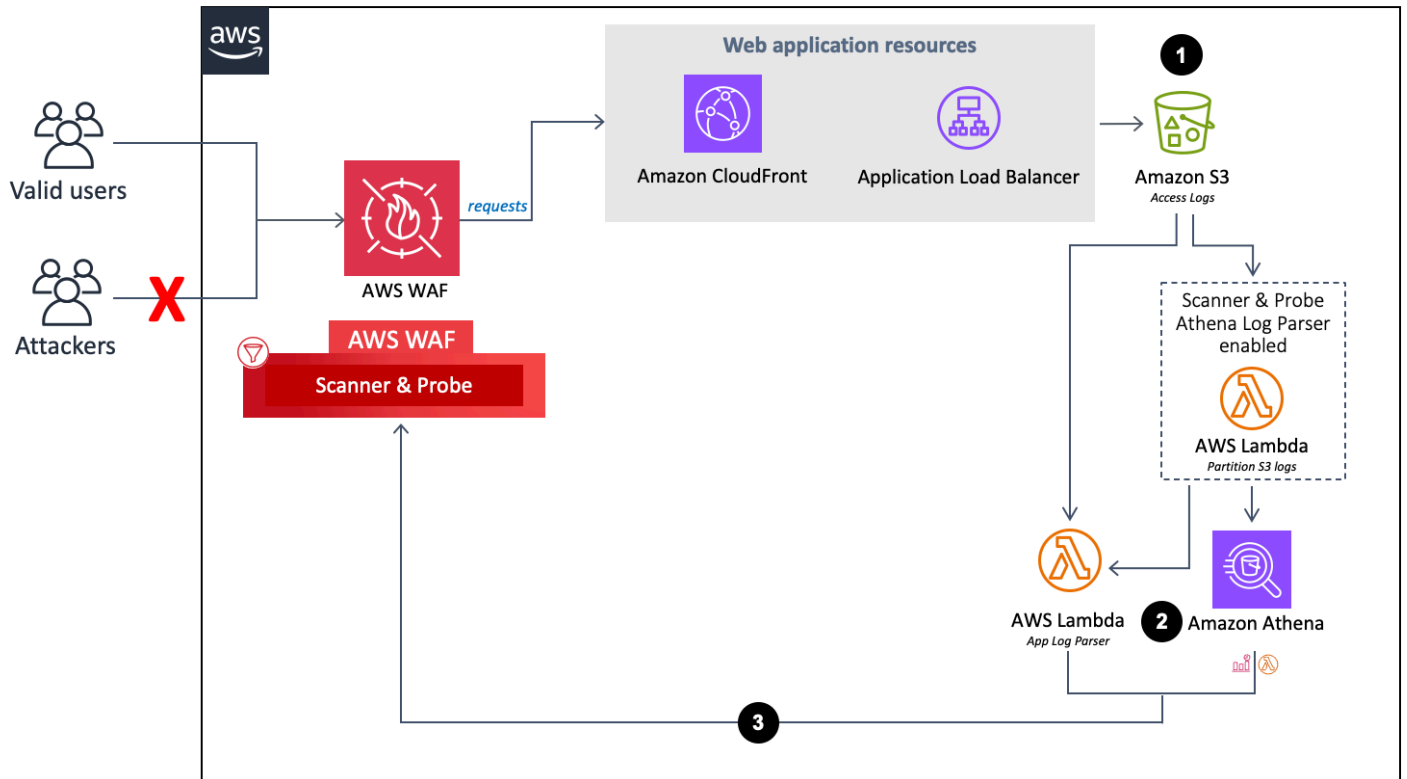 aws
Web application resources
1
Valid users
Amazon CloudFront
Application Load Balancer
Amazon S3
Access Logs
requests
AWS WAF
Attackers
X
AWS WAF
Scanner & Probe
Scanner & Probe
Athena Log Parser
enabled
AWS Lambda
Partition S3 logs
AWS Lambda
App Log Parser
2
Amazon Athena
3